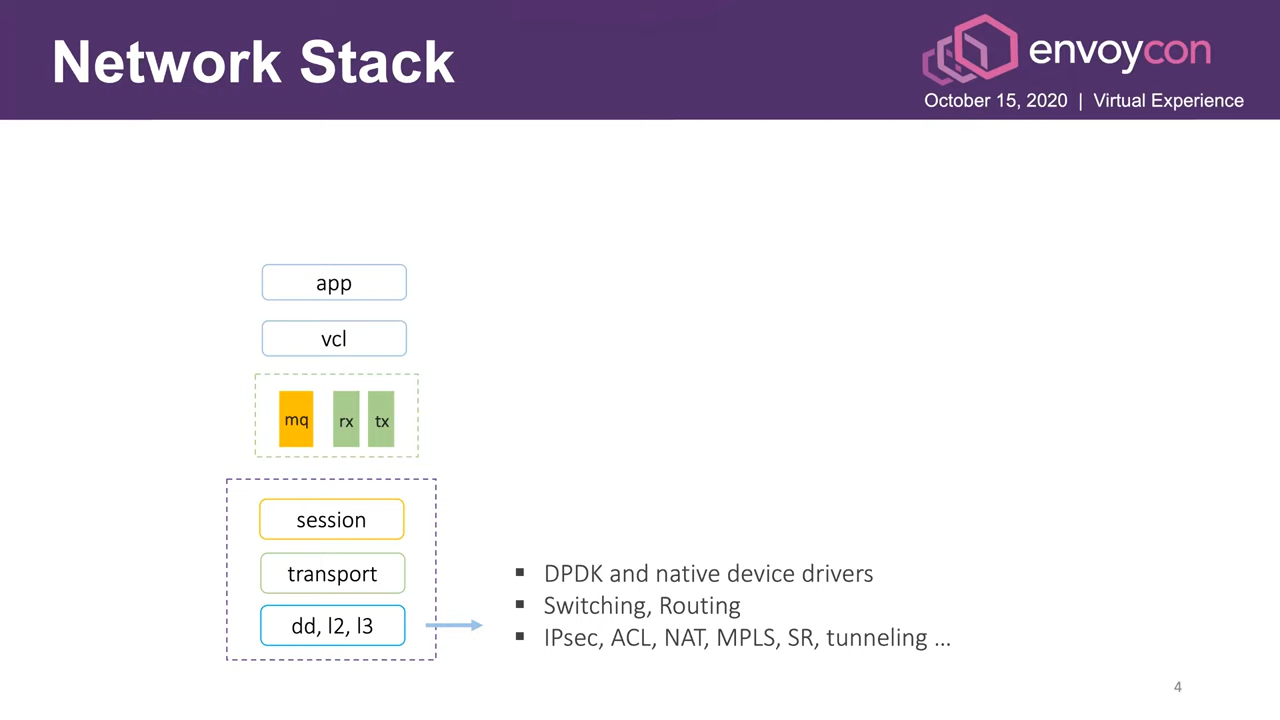 Network Stack
envoycon
October 15, 2020 | Virtual Experience
app
vcl
mq rx tx
session
transport
dd, l2, l3
▪ DPDK and native device drivers
▪ Switching, Routing
▪ IPsec, ACL, NAT, MPLS, SR, tunneling ...
4